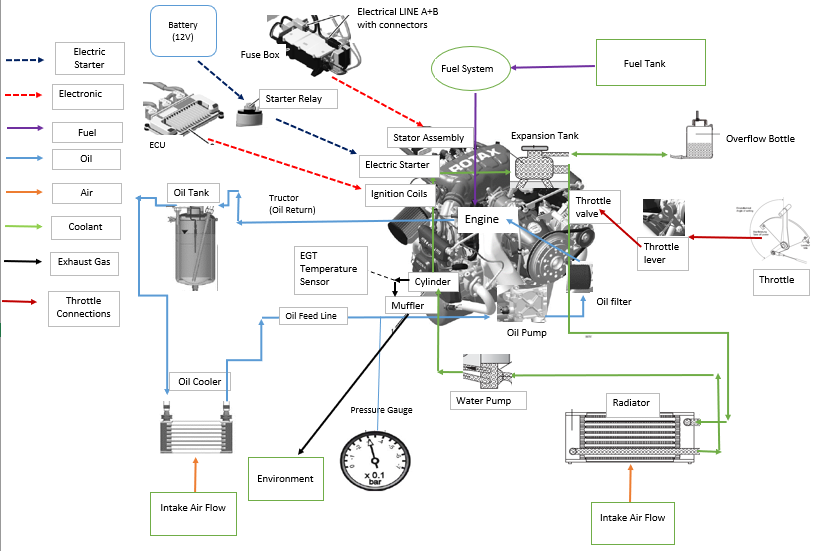 Battery
(12V)
Electrical LINE A+B
with connectors
Fuse Box
Fuel System
Fuel Tank
Electric
Starter
Electronic
Fuel
Oil
Air
Coolant
Exhaust Gas
Throttle
Connections
Starter Relay
ECU
Stator Assembly
Expansion Tank
Overflow Bottle
Electric Starter
ROTAX
Ignition Coils
Oil Tank
Tructor
(Oil Return)
Engine
Throttle
valve
Throttle
lever
Throttle
EGT
Temperature
Sensor
Cylinder
Muffler
Oil filter
Oil Feed Line
Oil Pump
Oil Cooler
Water Pump
Radiator
Pressure Gauge
x 0.1
bar
Environment
Intake Air Flow
Intake Air Flow